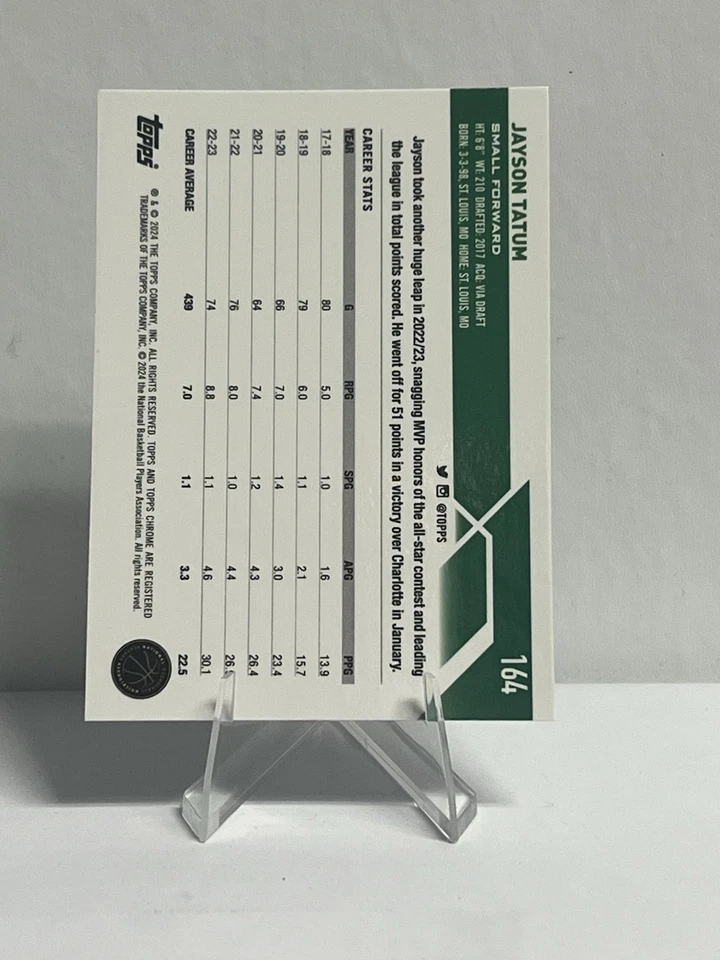 JAYSON TATUM
SMALL FORWARD
HT: 6'8" WT: 210 DRAFTED: 2017 ACQ: VIA DRAFT
BORN: 3-3-98, ST. LOUIS, MO HOME: ST. LOUIS, MO
164
@TOPPS
Jayson took another huge leap in 2022/23, snagging MVP honors of the all-star contest and leading
the league in total points scored. He went off for 51 points in a victory over Charlotte in January.
CAREER STATS
YEAR G RPG SPG APG PPG
17-18 80 5.0 1.0 1.6 13.9
18-19 79 6.0 1.1 2.1 15.7
19-20 66 7.0 1.4 3.0 23.4
20-21 64 7.4 1.2 4.3 26.4
21-22 76 8.0 1.0 4.4
22-23 74 8.8 1.1 4.6 30.1
CAREER AVERAGE 439 7.0 1.1 3.3 22.5
topps
® & © 2024 THE TOPPS COMPANY, INC. ALL RIGHTS RESERVED. TOPPS AND TOPPS CHROME ARE REGISTERED
TRADEMARKS OF THE TOPPS COMPANY, INC. © 2024 the National Basketball Players Association. All rights reserved.